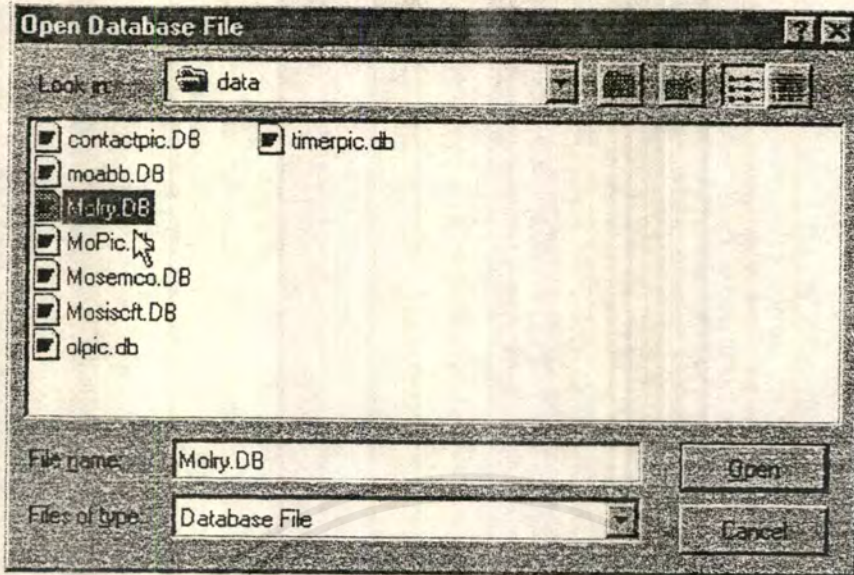 Open Database File
Look in: data
contactpic.DB
moabb.DB
Molry.DB
MoPic.
Mosemco.DB
Mosiscft.DB
olpic.db
timerpic.db
File name: Molry.DB
Open
Files of type: Database File
Cancel